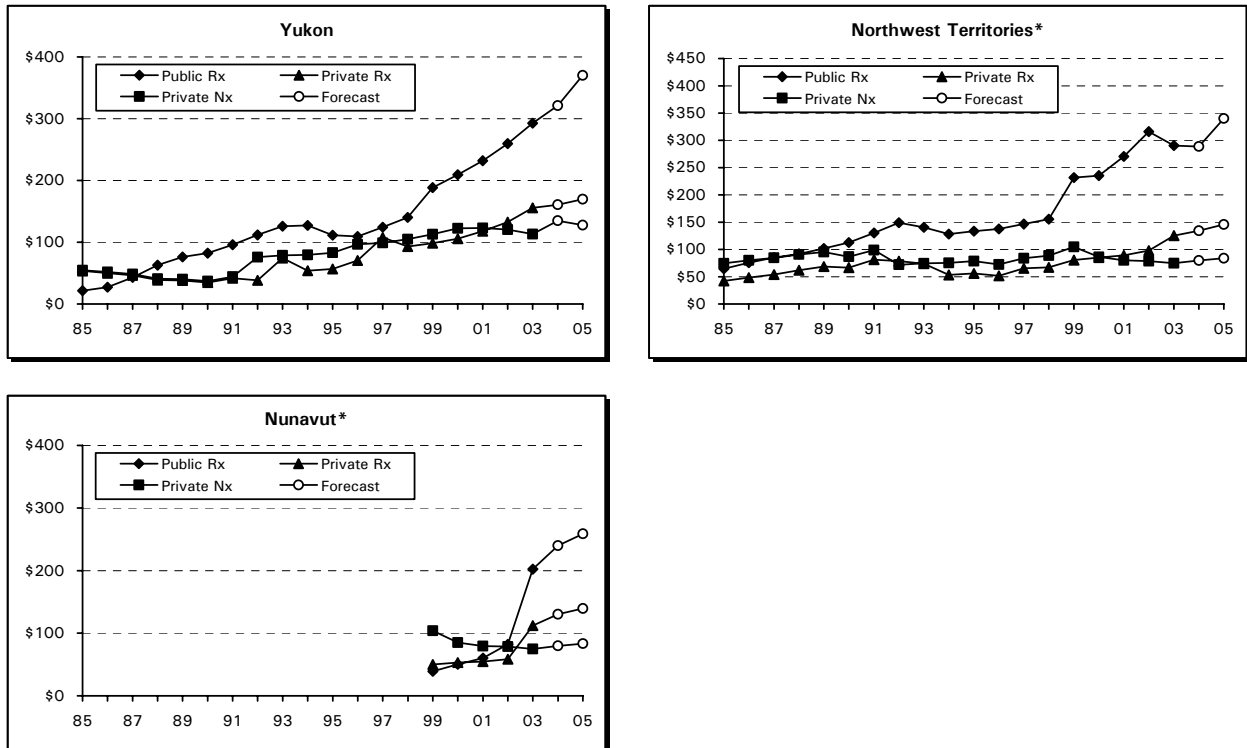 Yukon
$400
$300
$200
$100
$0
Public Rx Private Rx
Private Nx Forecast
85 87 89 91 93 95 97 99 01 03 05
Northwest Territories*
$450
$400
$350
$300
$250
$200
$150
$100
$50
$0
Public Rx Private Rx
Private Nx Forecast
85 87 89 91 93 95 97 99 01 03 05
Nunavut*
$400
$300
$200
$100
$0
Public Rx Private Rx
Private Nx Forecast
85 87 89 91 93 95 97 99 01 03 05